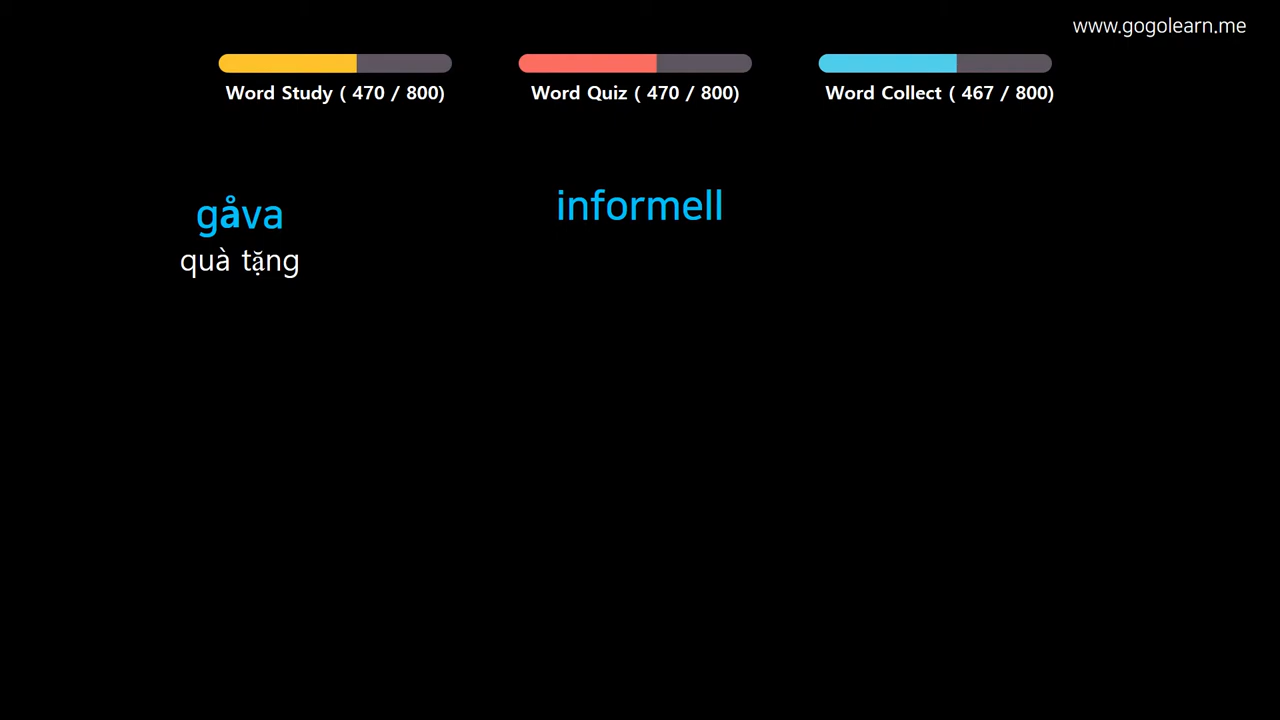 www.gogolearn.me
Word Study ( 470 / 800)
Word Quiz ( 470 / 800)
Word Collect ( 467 / 800)
gåva
quà tặng
informell